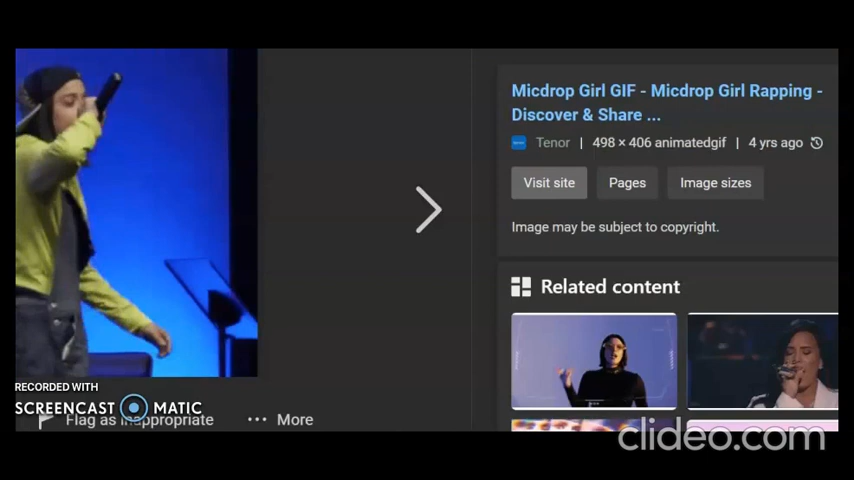 Micdrop Girl GIF - Micdrop Girl Rapping -
Discover & Share ...
Tenor | 498 × 406 animatedgif | 4 yrs ago
Visit site Pages Image sizes
Image may be subject to copyright.
Related content
RECORDED WITH
SCREENCAST MATIC
Flag as inappropriate ... More
clideo.com